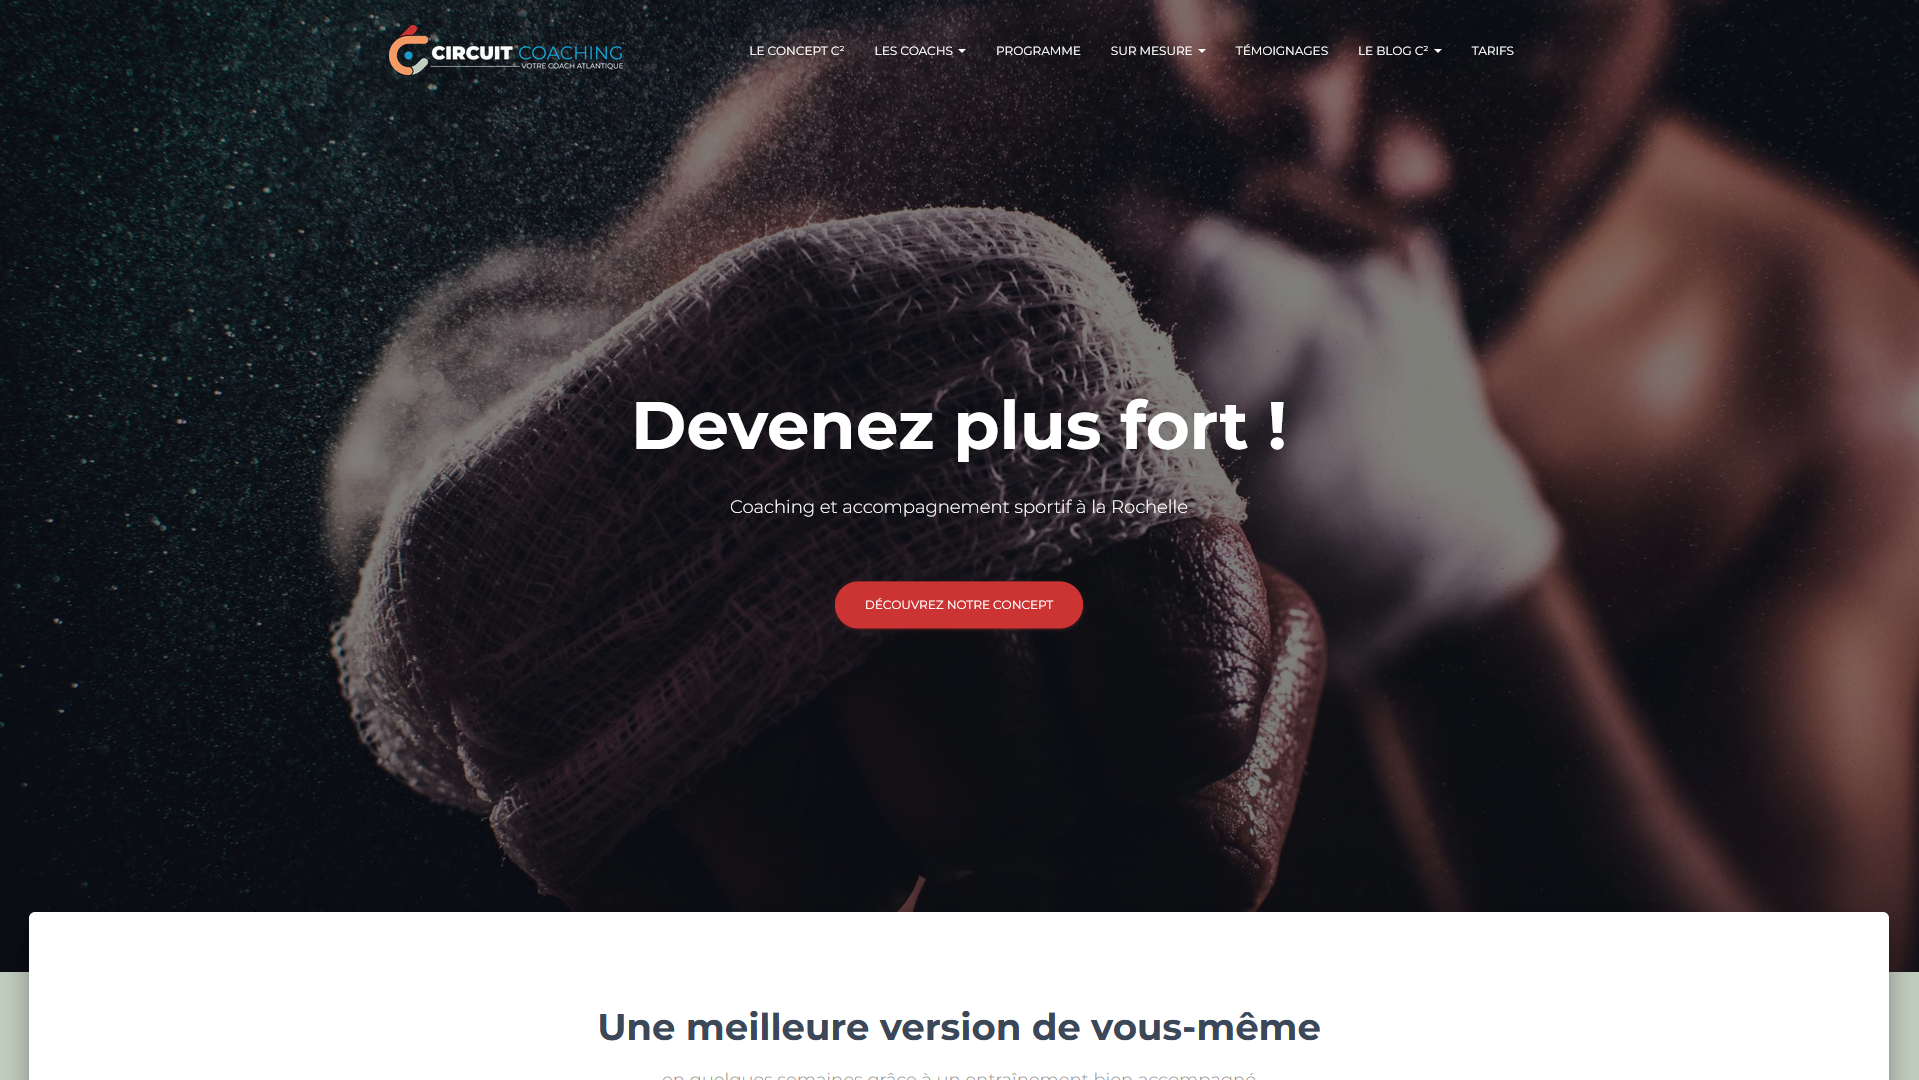 CIRCUIT COACHING
VOTRE COACH ATLANTIQUE
LE CONCEPT C²
LES COACHS
PROGRAMME
SUR MESURE
TÉMOIGNAGES
LE BLOG C²
TARIFS
Devenez plus fort !
Coaching et accompagnement sportif à la Rochelle
DÉCOUVREZ NOTRE CONCEPT
Une meilleure version de vous-même
en quelques semaines grâce à un entraînement bien accompagné